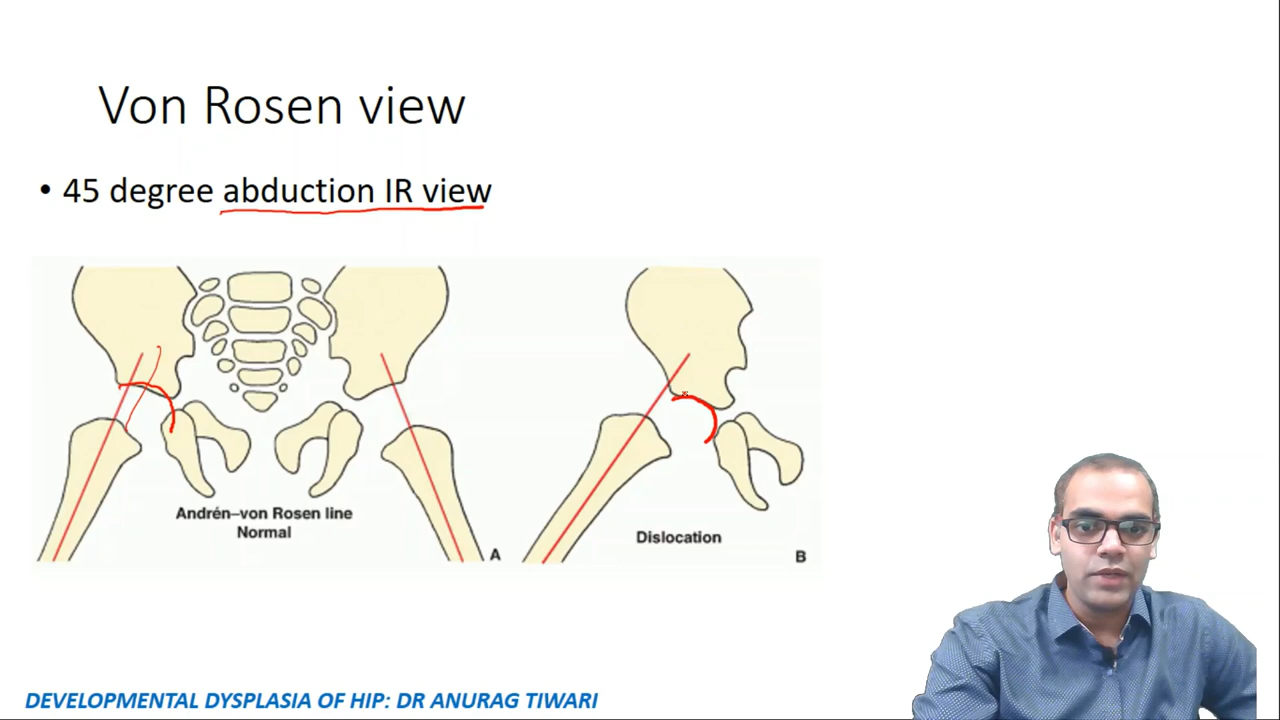 Von Rosen view
• 45 degree abduction IR view
Andrén–von Rosen line
Normal
A
Dislocation
B
DEVELOPMENTAL DYSPLASIA OF HIP: DR ANURAG TIWARI